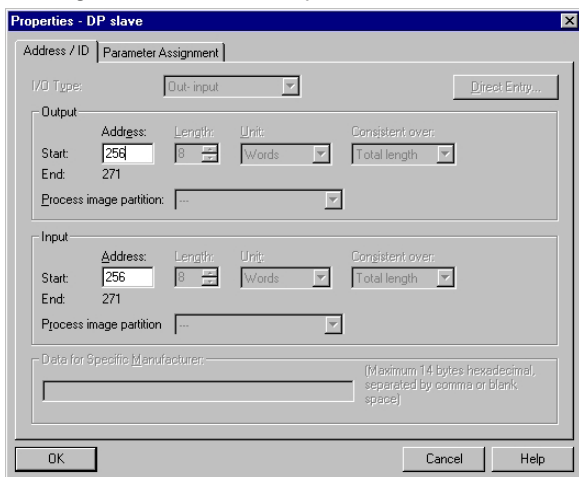 Properties - DP slave
Address / ID Parameter Assignment
I/O Type: Out- input Direct Entry...
Output
Address: Length: Unit: Consistent over:
Start: 256 8 Words Total length
End: 271
Process image partition: ---
Input
Address: Length: Unit: Consistent over:
Start: 256 8 Words Total length
End: 271
Process image partition ---
Data for Specific Manufacturer:
(Maximum 14 bytes hexadecimal,
separated by comma or blank
space)
OK Cancel Help